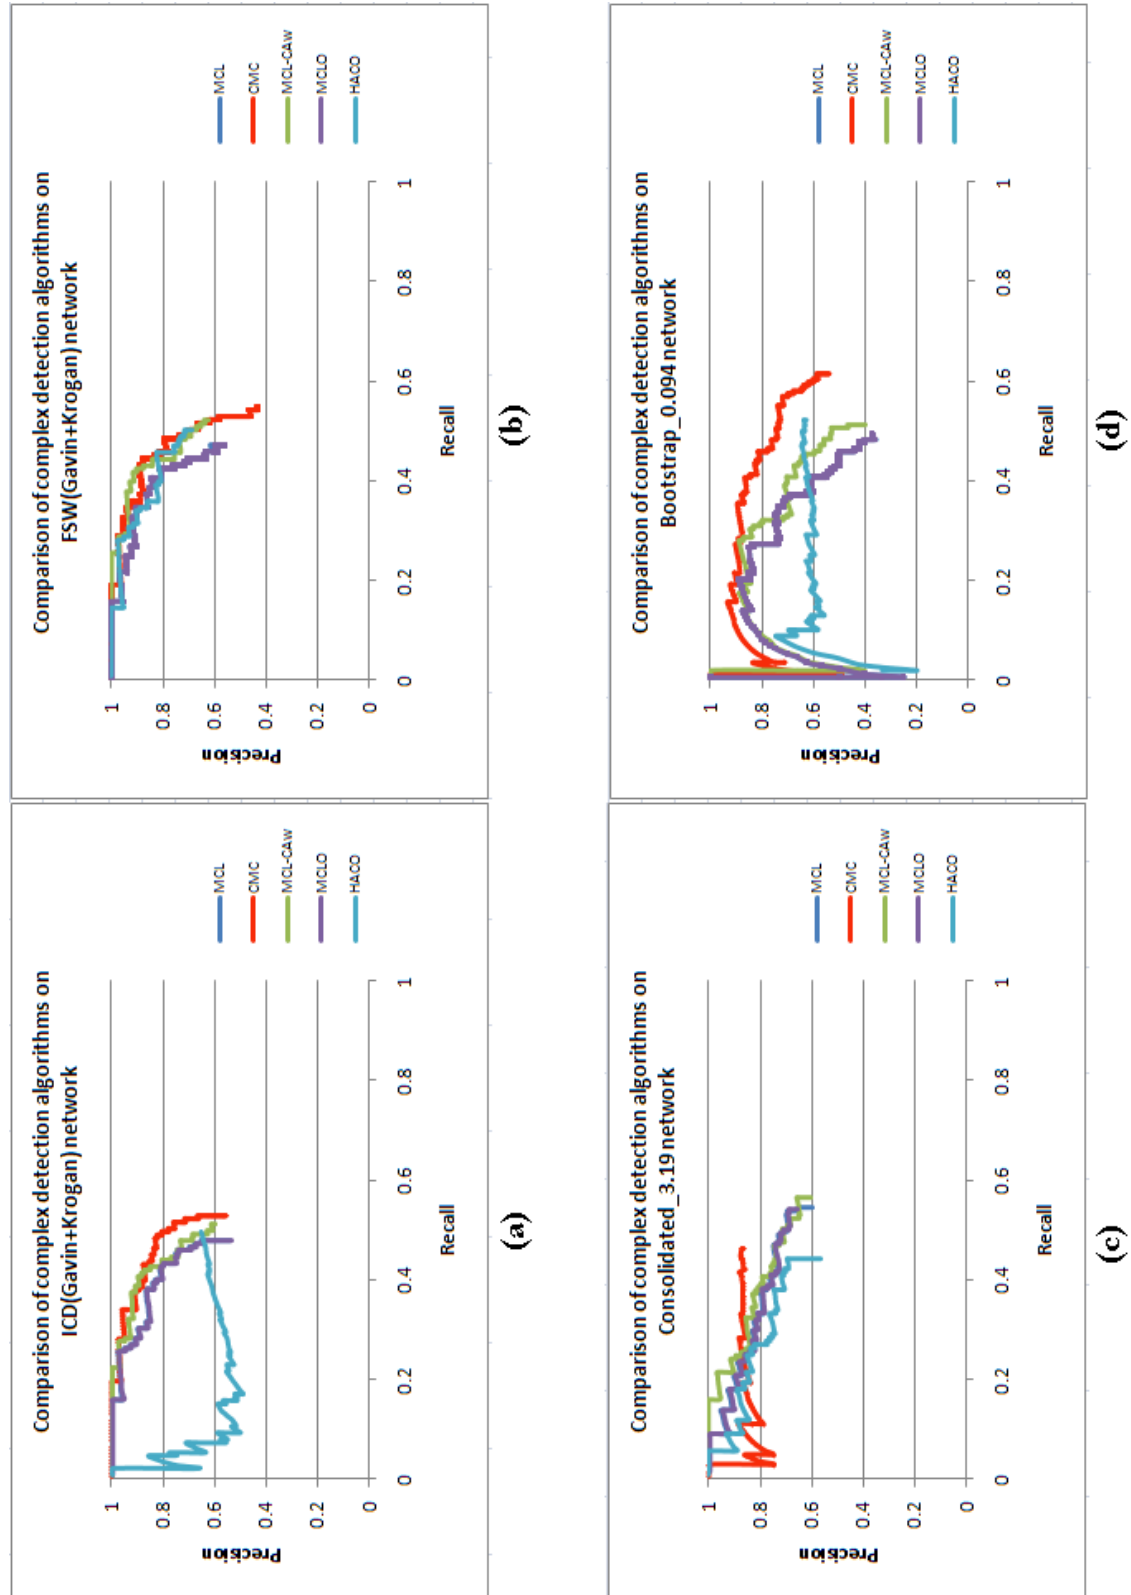 Comparison of complex detection algorithms on
ICD(Gavin+Krogan) network
Precision
1
0.8
0.6
0.4
0.2
0
0
0.2
0.4
0.6
0.8
1
Recall
MCL
CMC
MCL-CAw
MCLO
HACO
(a)
Comparison of complex detection algorithms on
FSW(Gavin+Krogan) network
Precision
1
0.8
0.6
0.4
0.2
0
0
0.2
0.4
0.6
0.8
1
Recall
MCL
CMC
MCL-CAw
MCLO
HACO
(b)
Comparison of complex detection algorithms on
Consolidated_3.19 network
Precision
1
0.8
0.6
0.4
0.2
0
0
0.2
0.4
0.6
0.8
1
Recall
MCL
CMC
MCL-CAw
MCLO
HACO
(c)
Comparison of complex detection algorithms on
Bootstrap_0.094 network
Precision
1
0.8
0.6
0.4
0.2
0
0
0.2
0.4
0.6
0.8
1
Recall
MCL
CMC
MCL-CAw
MCLO
HACO
(d)